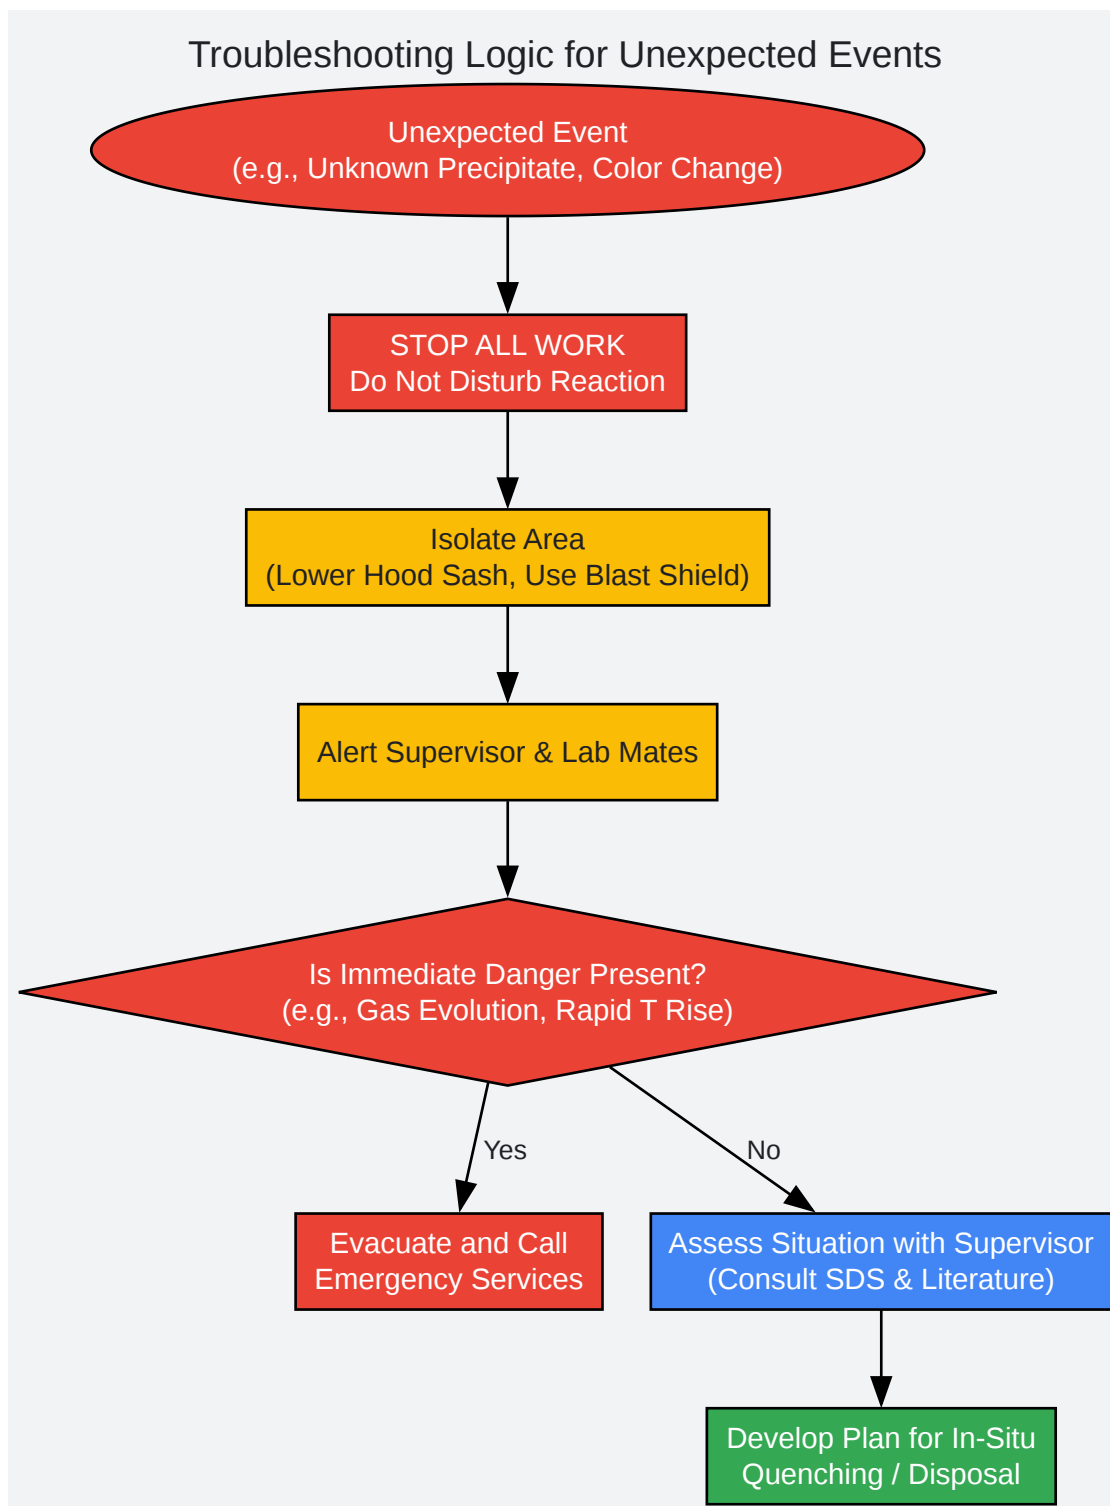 Troubleshooting Logic for Unexpected Events
Unexpected Event
(e.g., Unknown Precipitate, Color Change)
STOP ALL WORK
Do Not Disturb Reaction
Isolate Area
(Lower Hood Sash, Use Blast Shield)
Alert Supervisor & Lab Mates
Is Immediate Danger Present?
(e.g., Gas Evolution, Rapid T Rise)
Yes
No
Evacuate and Call
Emergency Services
Assess Situation with Supervisor
(Consult SDS & Literature)
Develop Plan for In-Situ
Quenching / Disposal